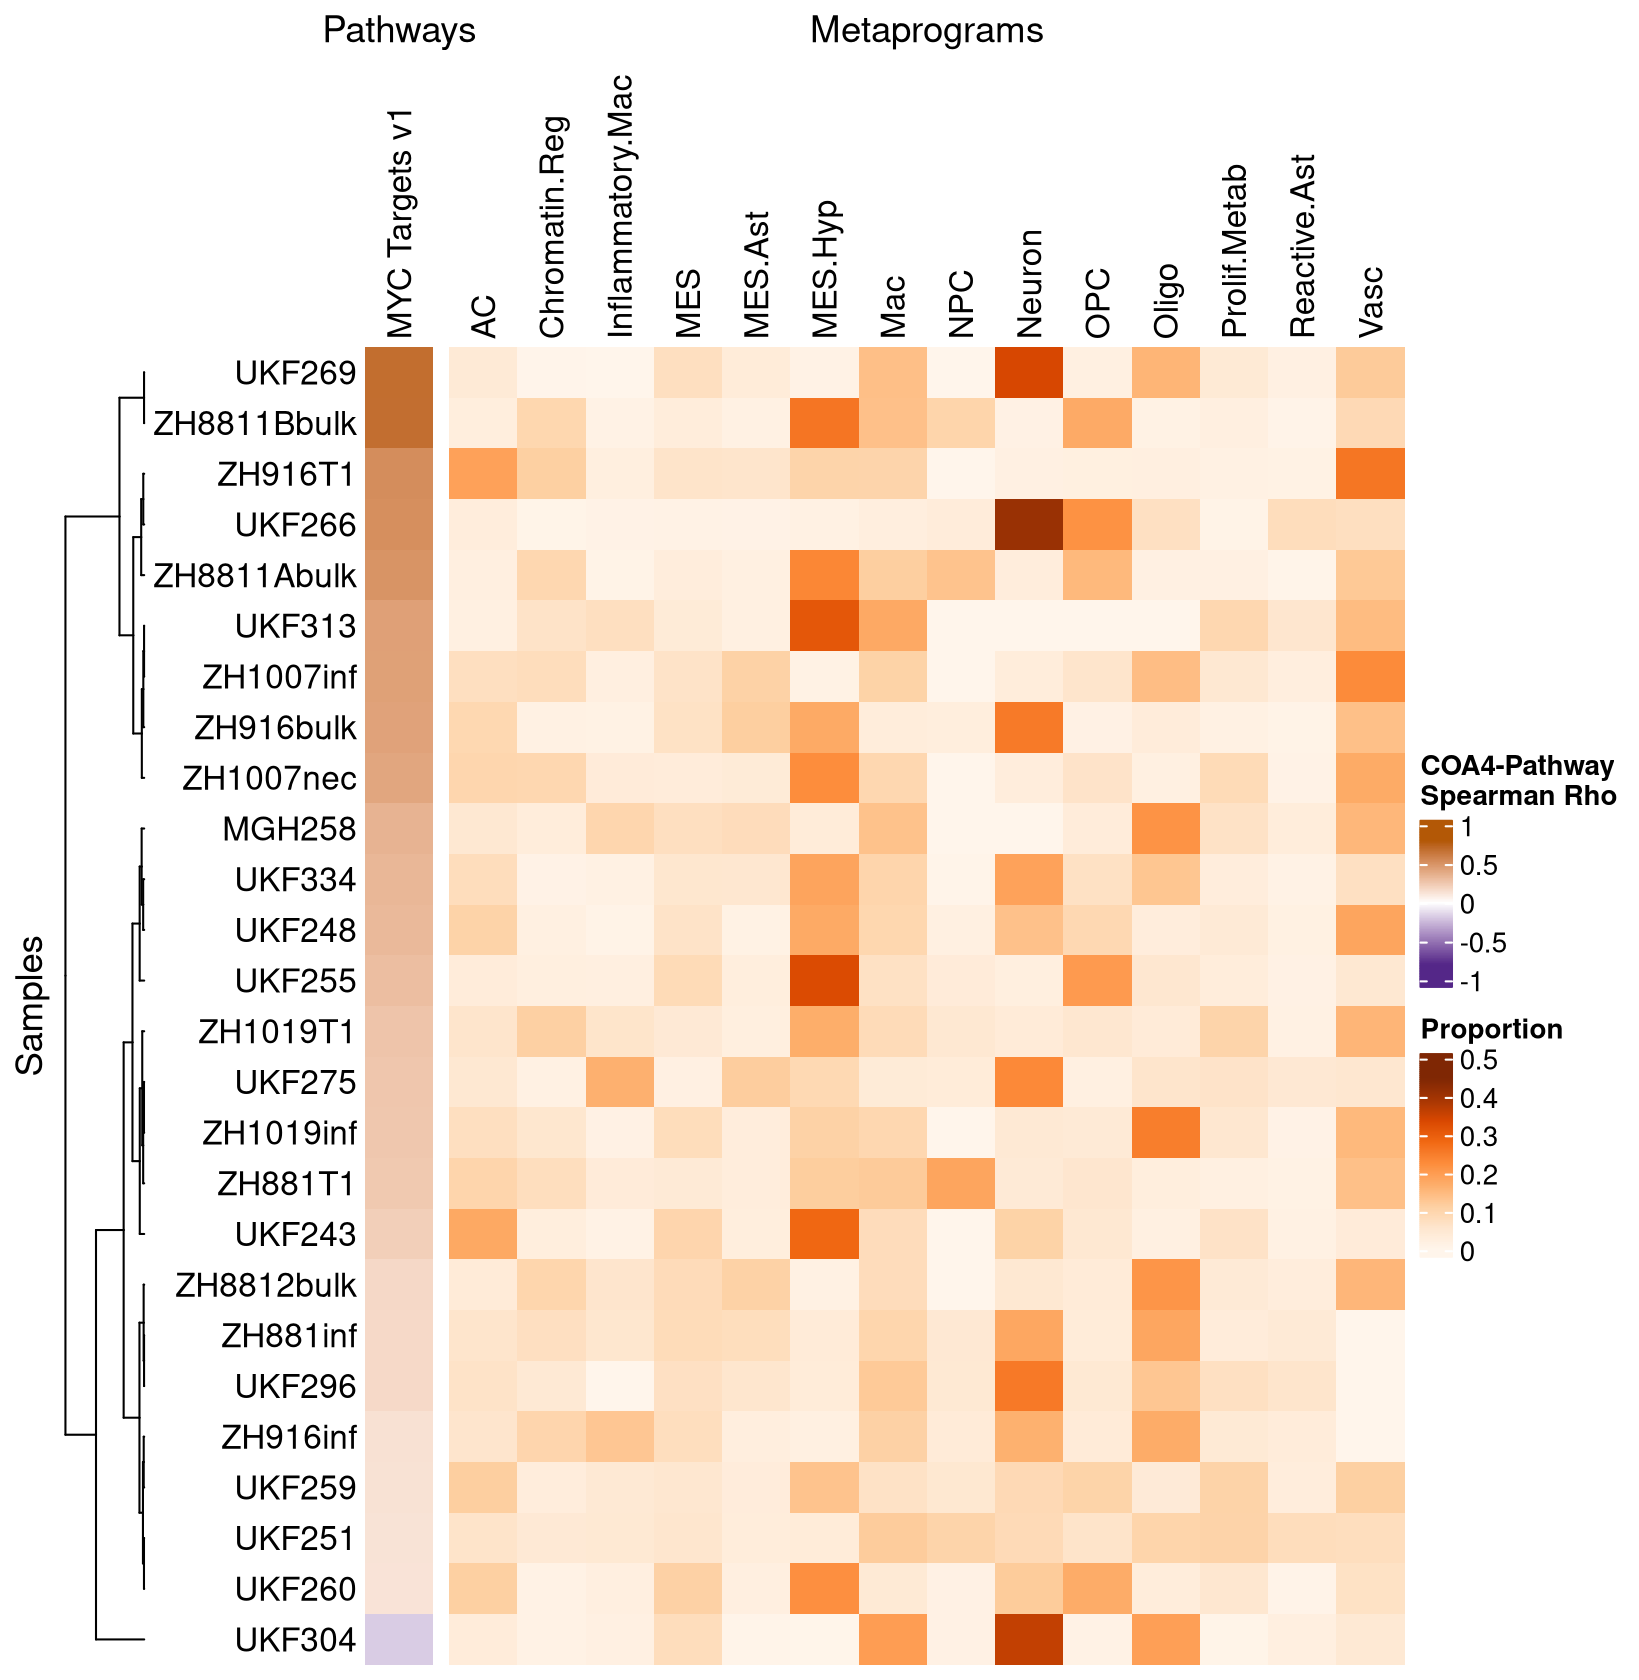 Pathways
Metaprograms
MYC Targets v1
AC
Chromatin.Reg
Inflammatory.Mac
MES
MES.Ast
MES.Hyp
Mac
NPC
Neuron
OPC
Oligo
Prolif.Metab
Reactive.Ast
Vasc
Samples
UKF269
ZH8811Bbulk
ZH916T1
UKF266
ZH8811Abulk
UKF313
ZH1007inf
ZH916bulk
ZH1007nec
MGH258
UKF334
UKF248
UKF255
ZH1019T1
UKF275
ZH1019inf
ZH881T1
UKF243
ZH8812bulk
ZH881inf
UKF296
ZH916inf
UKF259
UKF251
UKF260
UKF304
COA4-Pathway
Spearman Rho
1
0.5
0
-0.5
-1
Proportion
0.5
0.4
0.3
0.2
0.1
0